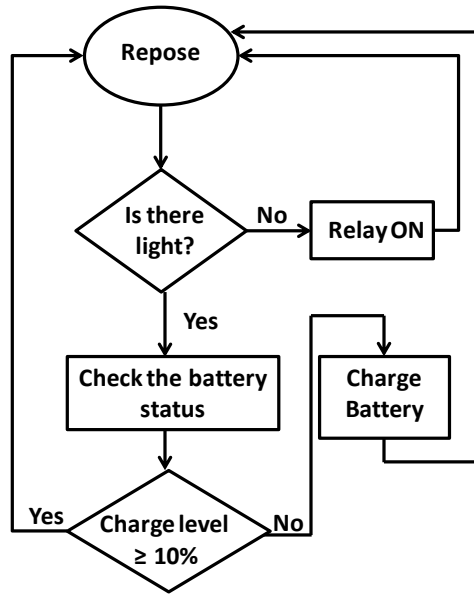 Repose
Is there
light?
No
Relay ON
Yes
Check the battery
status
Charge
Battery
Yes
Charge level
≥ 10%
No